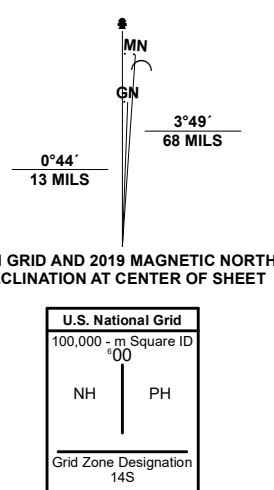 MN
GN
3°49´
68 MILS
0°44´
13 MILS
GRID AND 2019 MAGNETIC NORTH
CLINATION AT CENTER OF SHEET
U.S. National Grid
100,000 - m Square ID
⁶00
NH PH
Grid Zone Designation
14S